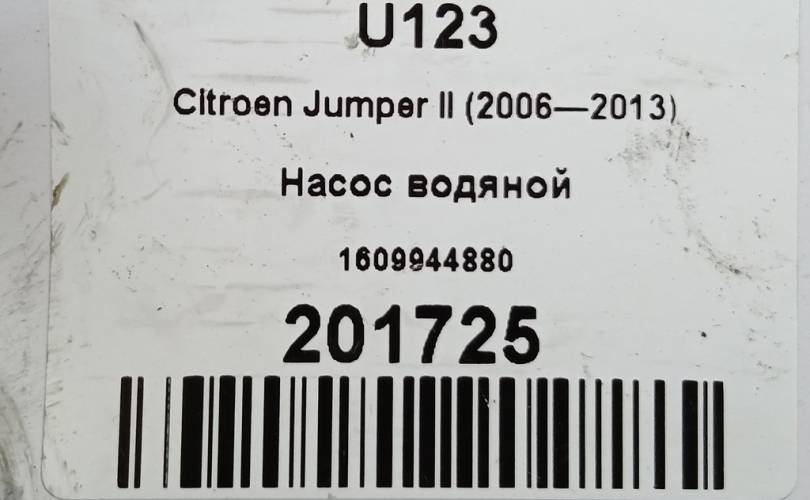 U123
Citroen Jumper II (2006—2013)
Насос водяной
1609944880
201725